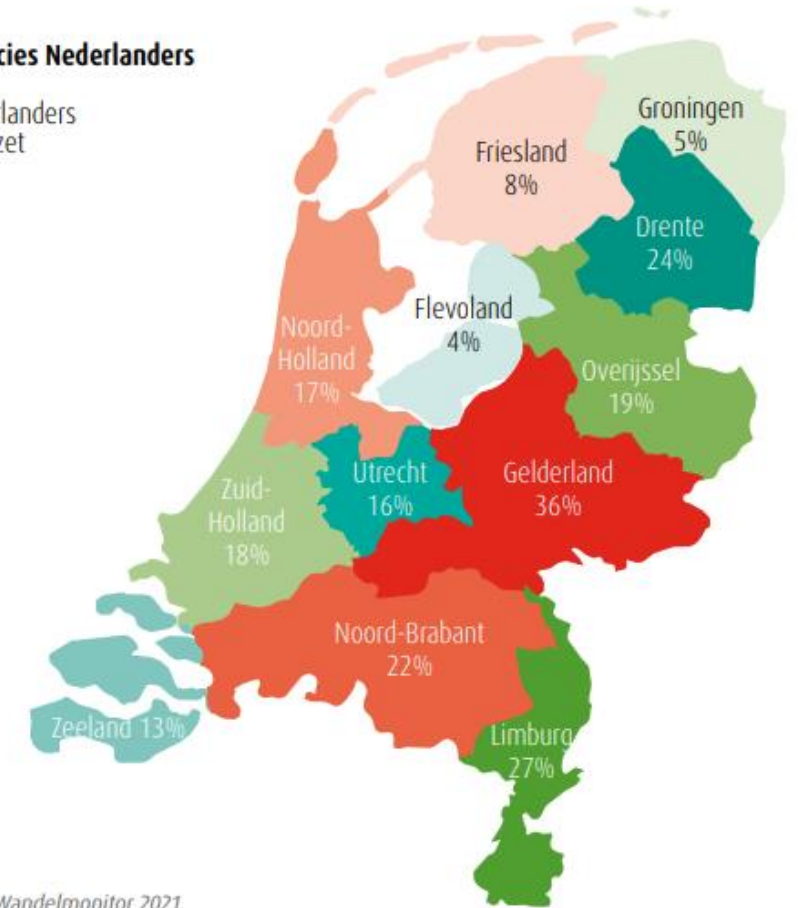 cies Nederlanders
landers
zet
Groningen
5%
Friesland
8%
Drente
24%
Flevoland
4%
Noord-
Holland
17%
Overijssel
19%
Utrecht
16%
Gelderland
36%
Zuid-
Holland
18%
Noord-Brabant
22%
Zeeland 13%
Limburg
27%
Wandelmonitor 2021